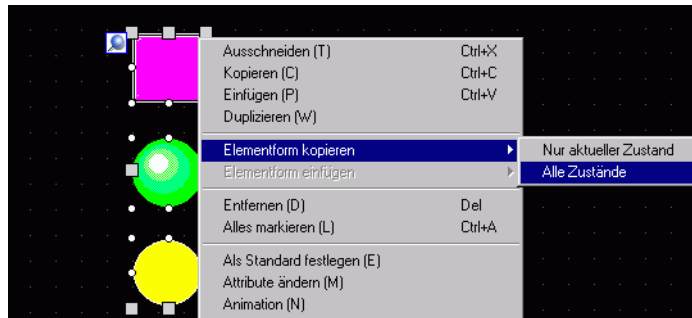 Ausschneiden (T) Ctrl+X
Kopieren (C) Ctrl+C
Einfügen (P) Ctrl+V
Duplizieren (W)
Elementform kopieren Nur aktueller Zustand
Elementform einfügen Alle Zustände
Entfernen (D) Del
Alles markieren (L) Ctrl+A
Als Standard festlegen (E)
Attribute ändern (M)
Animation (N)